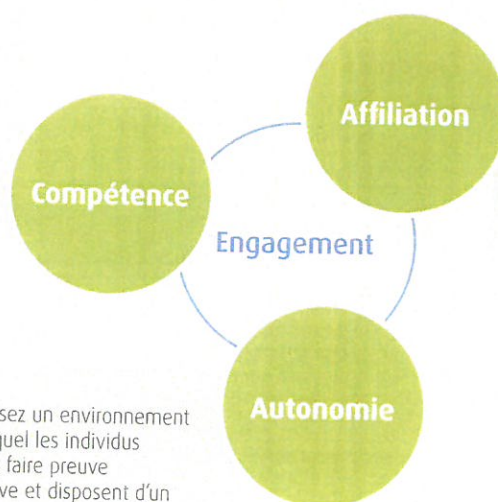 Affiliation
Compétence
Engagement
Autonomie
sez un environnement
quel les individus
faire preuve
ve et disposent d'un